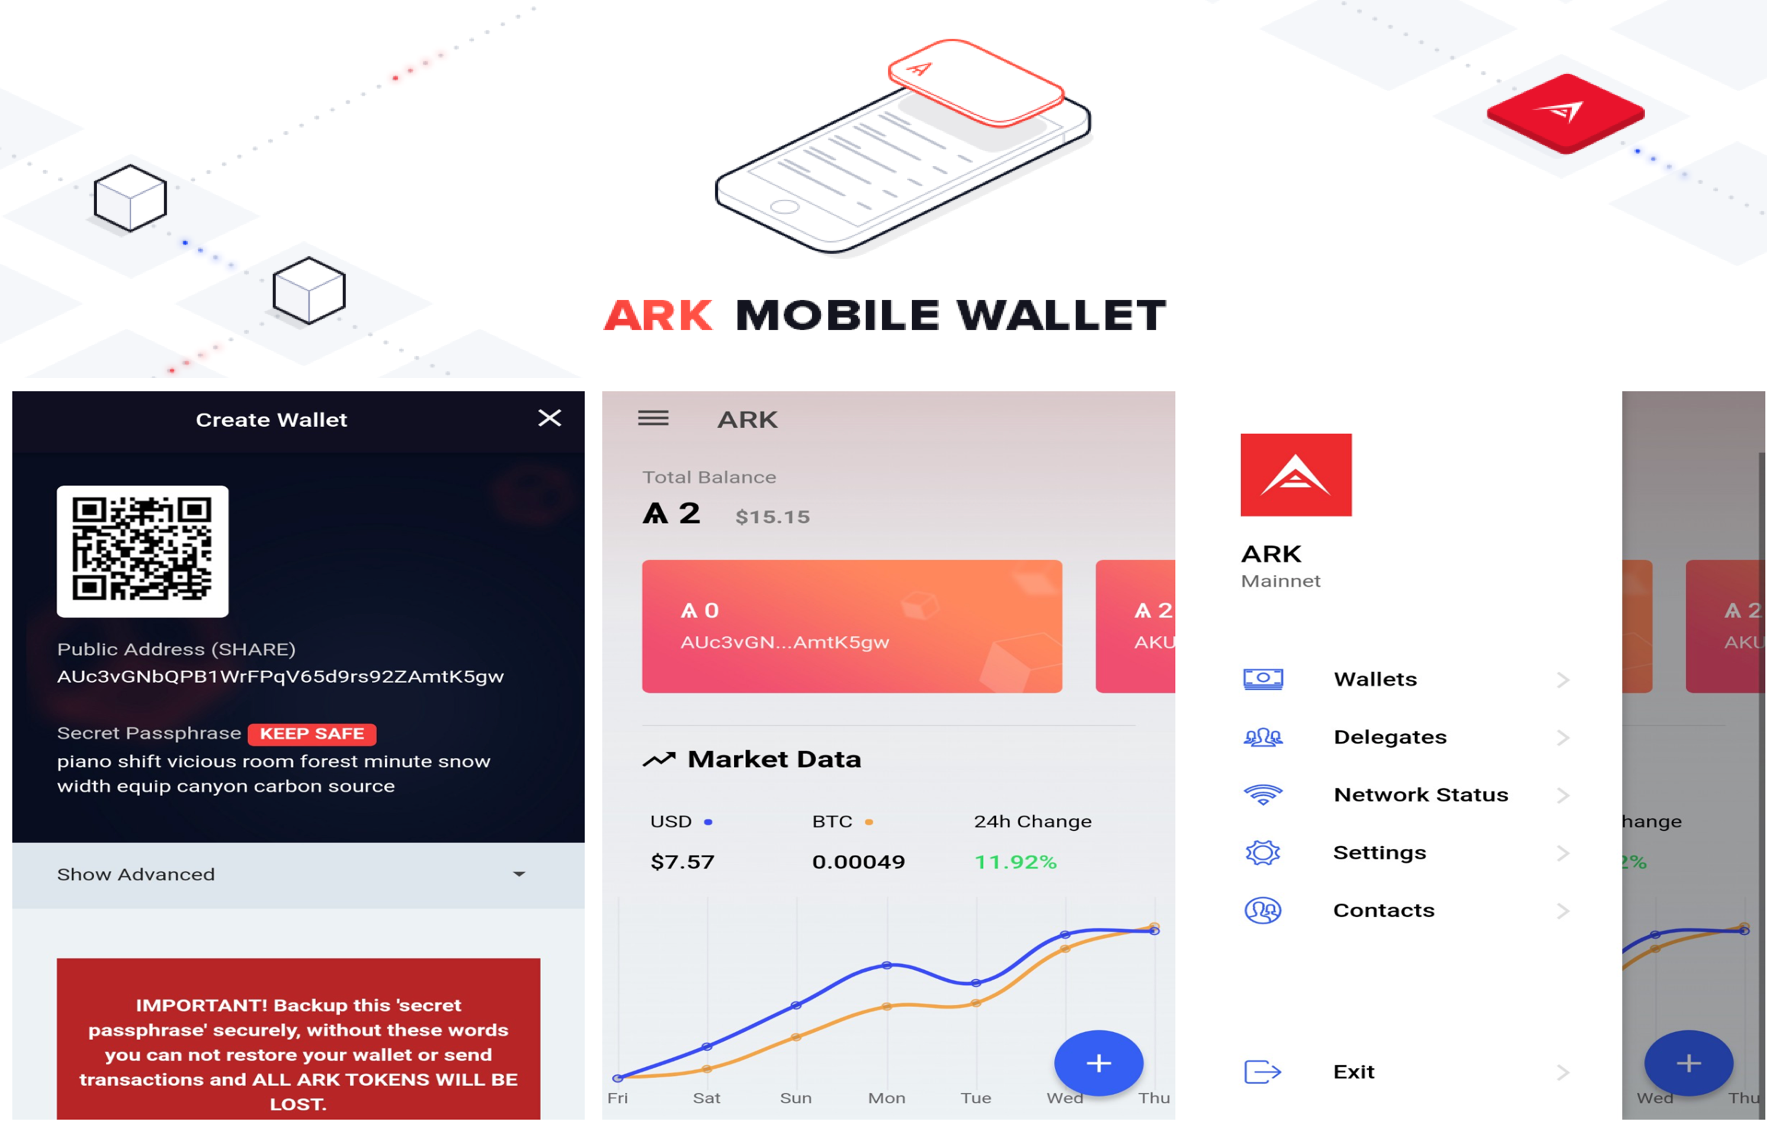 ARK MOBILE WALLET
Create Wallet
Public Address (SHARE)
AUc3vGNbQPB1WrFPqV65d9rs92ZAmtK5gw
Secret Passphrase KEEP SAFE
piano shift vicious room forest minute snow
width equip canyon carbon source
Show Advanced
IMPORTANT! Backup this 'secret
passphrase' securely, without these words
you can not restore your wallet or send
transactions and ALL ARK TOKENS WILL BE
LOST.
ARK
Total Balance
Ѧ 2 $15.15
Ѧ 0
AUc3vGN...AmtK5gw
Ѧ 2
AKU
Market Data
USD BTC 24h Change
$7.57 0.00049 11.92%
Fri Sat Sun Mon Tue Wed Thu
ARK
Mainnet
Wallets
Delegates
Network Status
Settings
Contacts
Exit
Ѧ 2
AKU
hange
2%
Wed Thu